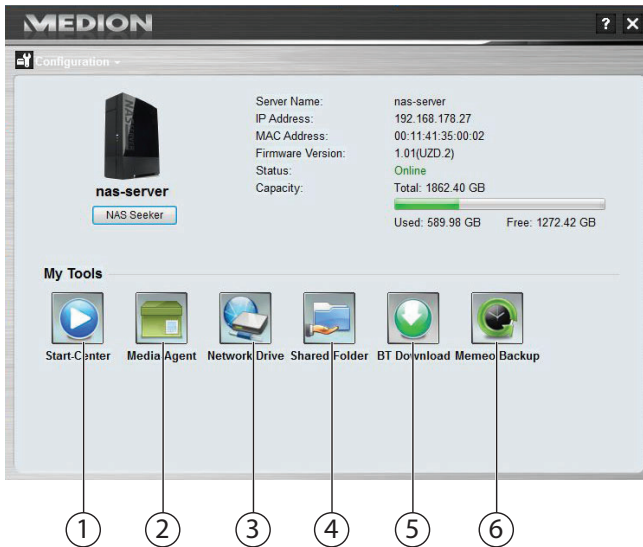 MEDION
? X
Configuration
NAS SERVER
nas-server
NAS Seeker
Server Name: nas-server
IP Address: 192.168.178.27
MAC Address: 00:11:41:35:00:02
Firmware Version: 1.01(UZD.2)
Status: Online
Capacity: Total: 1862.40 GB
Used: 589.98 GB Free: 1272.42 GB
My Tools
Start-Center Media Agent Network Drive Shared Folder BT Download Memeo Backup
1 2 3 4 5 6